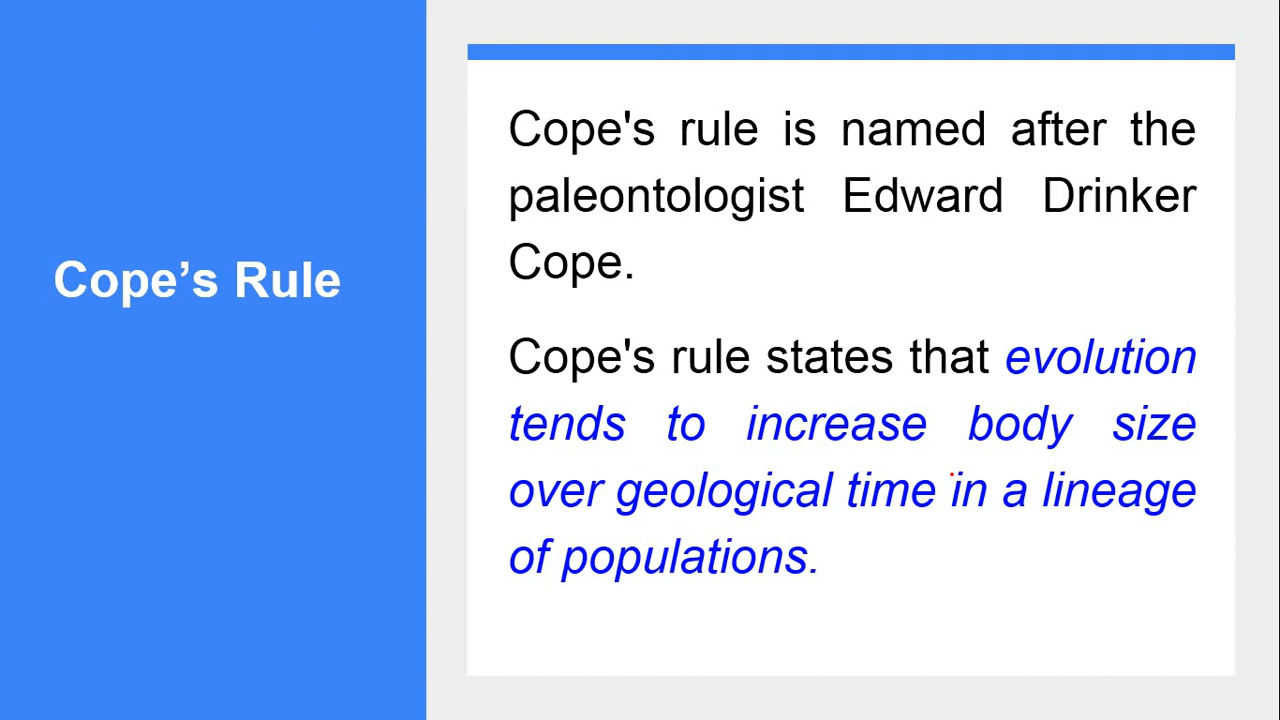 Cope’s Rule
Cope's rule is named after the
paleontologist Edward Drinker
Cope.
Cope's rule states that evolution
tends to increase body size
over geological time in a lineage
of populations.